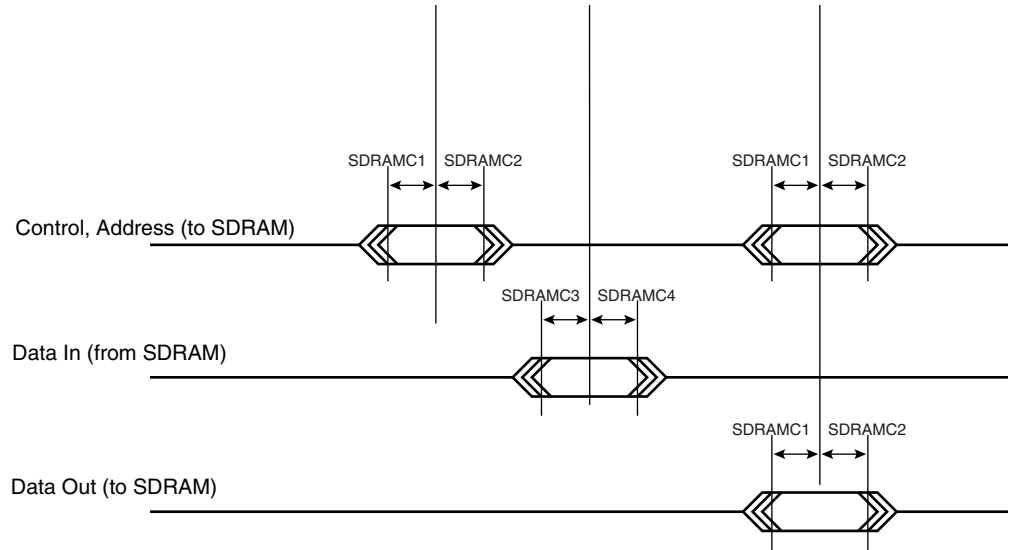 SDRAMC1 SDRAMC2 SDRAMC1 SDRAMC2
Control, Address (to SDRAM)
SDRAMC3 SDRAMC4
Data In (from SDRAM)
SDRAMC1 SDRAMC2
Data Out (to SDRAM)